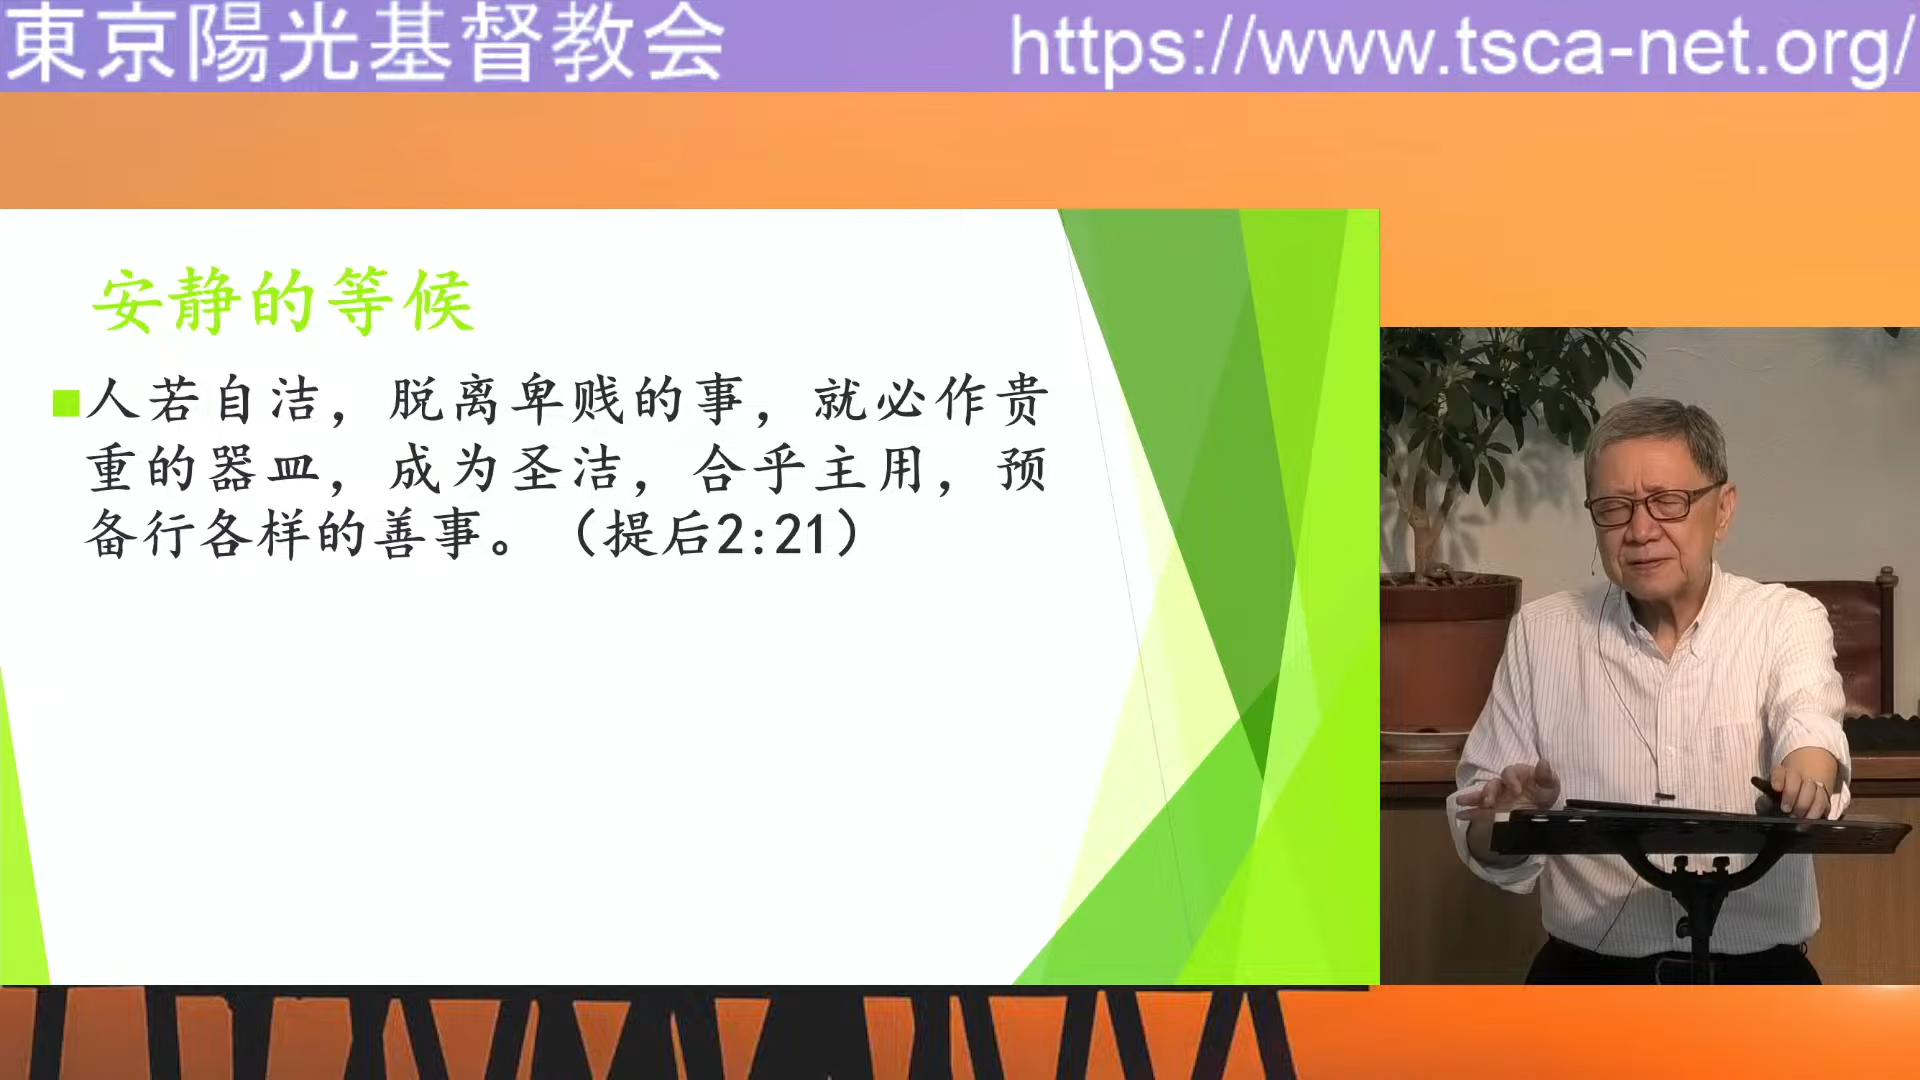 東京陽光基督教会
https://www.tsca-net.org/
安静的等候
人若自洁，脱离卑贱的事，就必作贵
重的器皿，成为圣洁，合乎主用，预
备行各样的善事。（提后2:21）